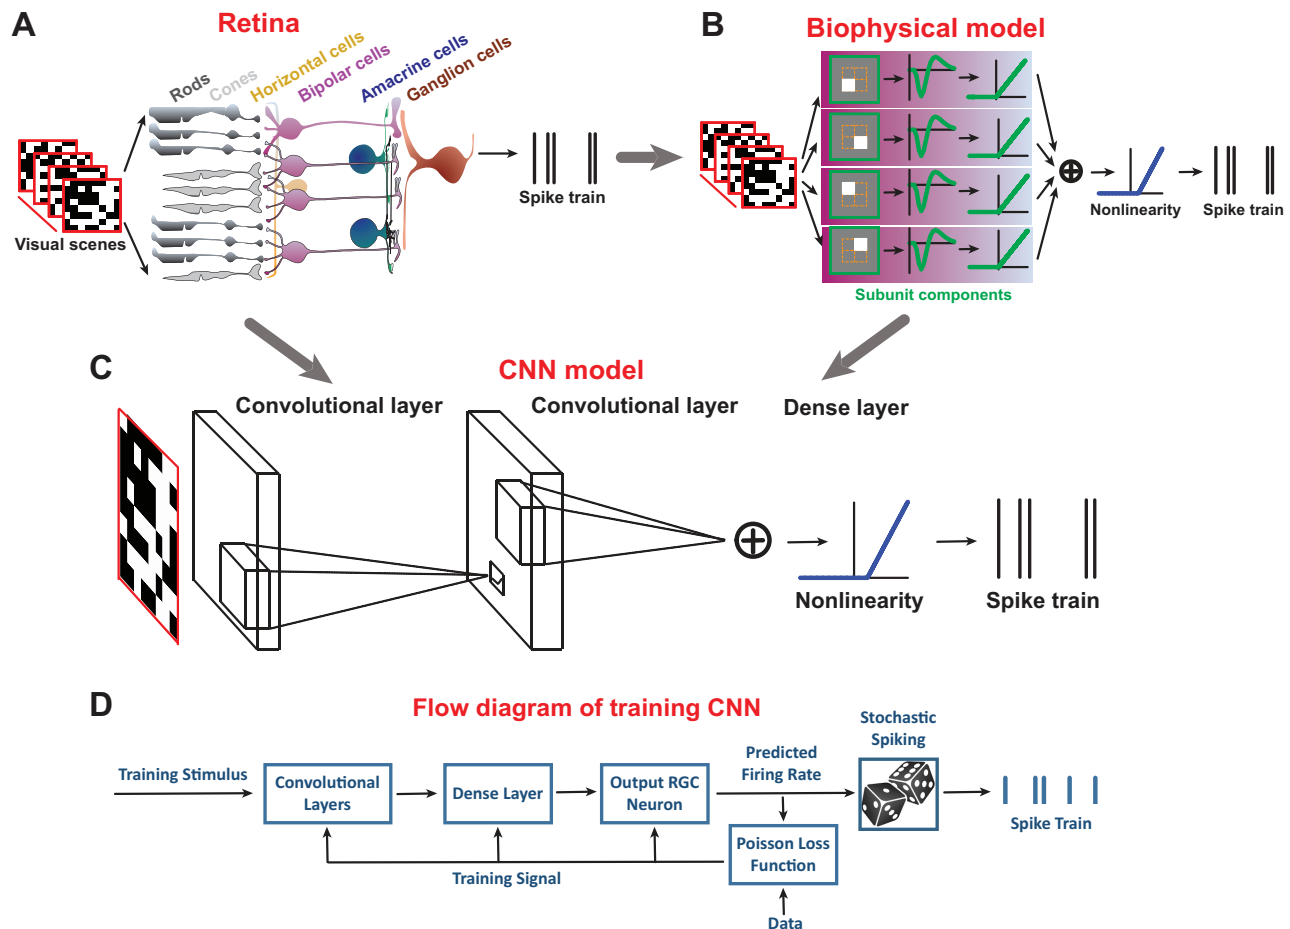 A
Retina
Rods
Cones
Horizontal cells
Bipolar cells
Amacrine cells
Ganglion cells
Visual scenes
Spike train
B
Biophysical model
Subunit components
Nonlinearity
Spike train
C
CNN model
Convolutional layer
Convolutional layer
Dense layer
Nonlinearity
Spike train
D
Flow diagram of training CNN
Training Stimulus
Convolutional
Layers
Dense Layer
Output RGC
Neuron
Predicted
Firing Rate
Stochastic
Spiking
Spike Train
Poisson Loss
Function
Training Signal
Data